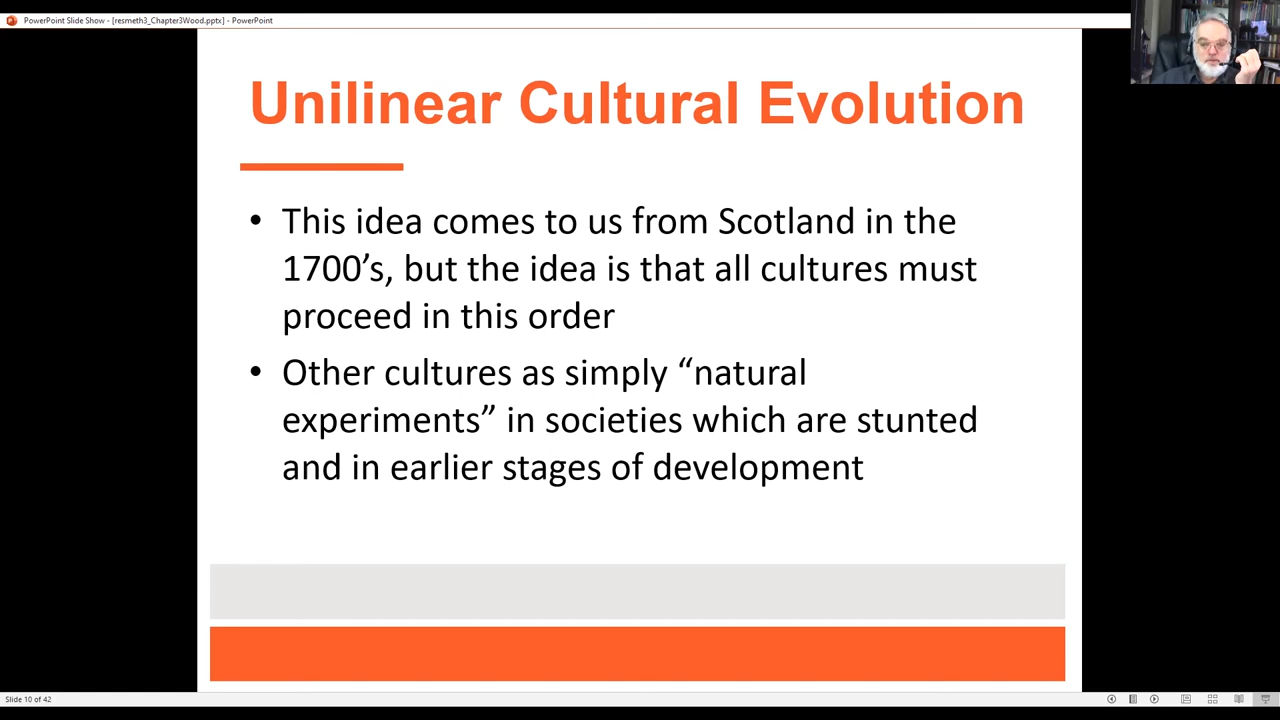 PowerPoint Slide Show - [resmeth3_Chapter3Wood.pptx] - PowerPoint
Unilinear Cultural Evolution
• This idea comes to us from Scotland in the
1700’s, but the idea is that all cultures must
proceed in this order
• Other cultures as simply “natural
experiments” in societies which are stunted
and in earlier stages of development
Slide 10 of 42